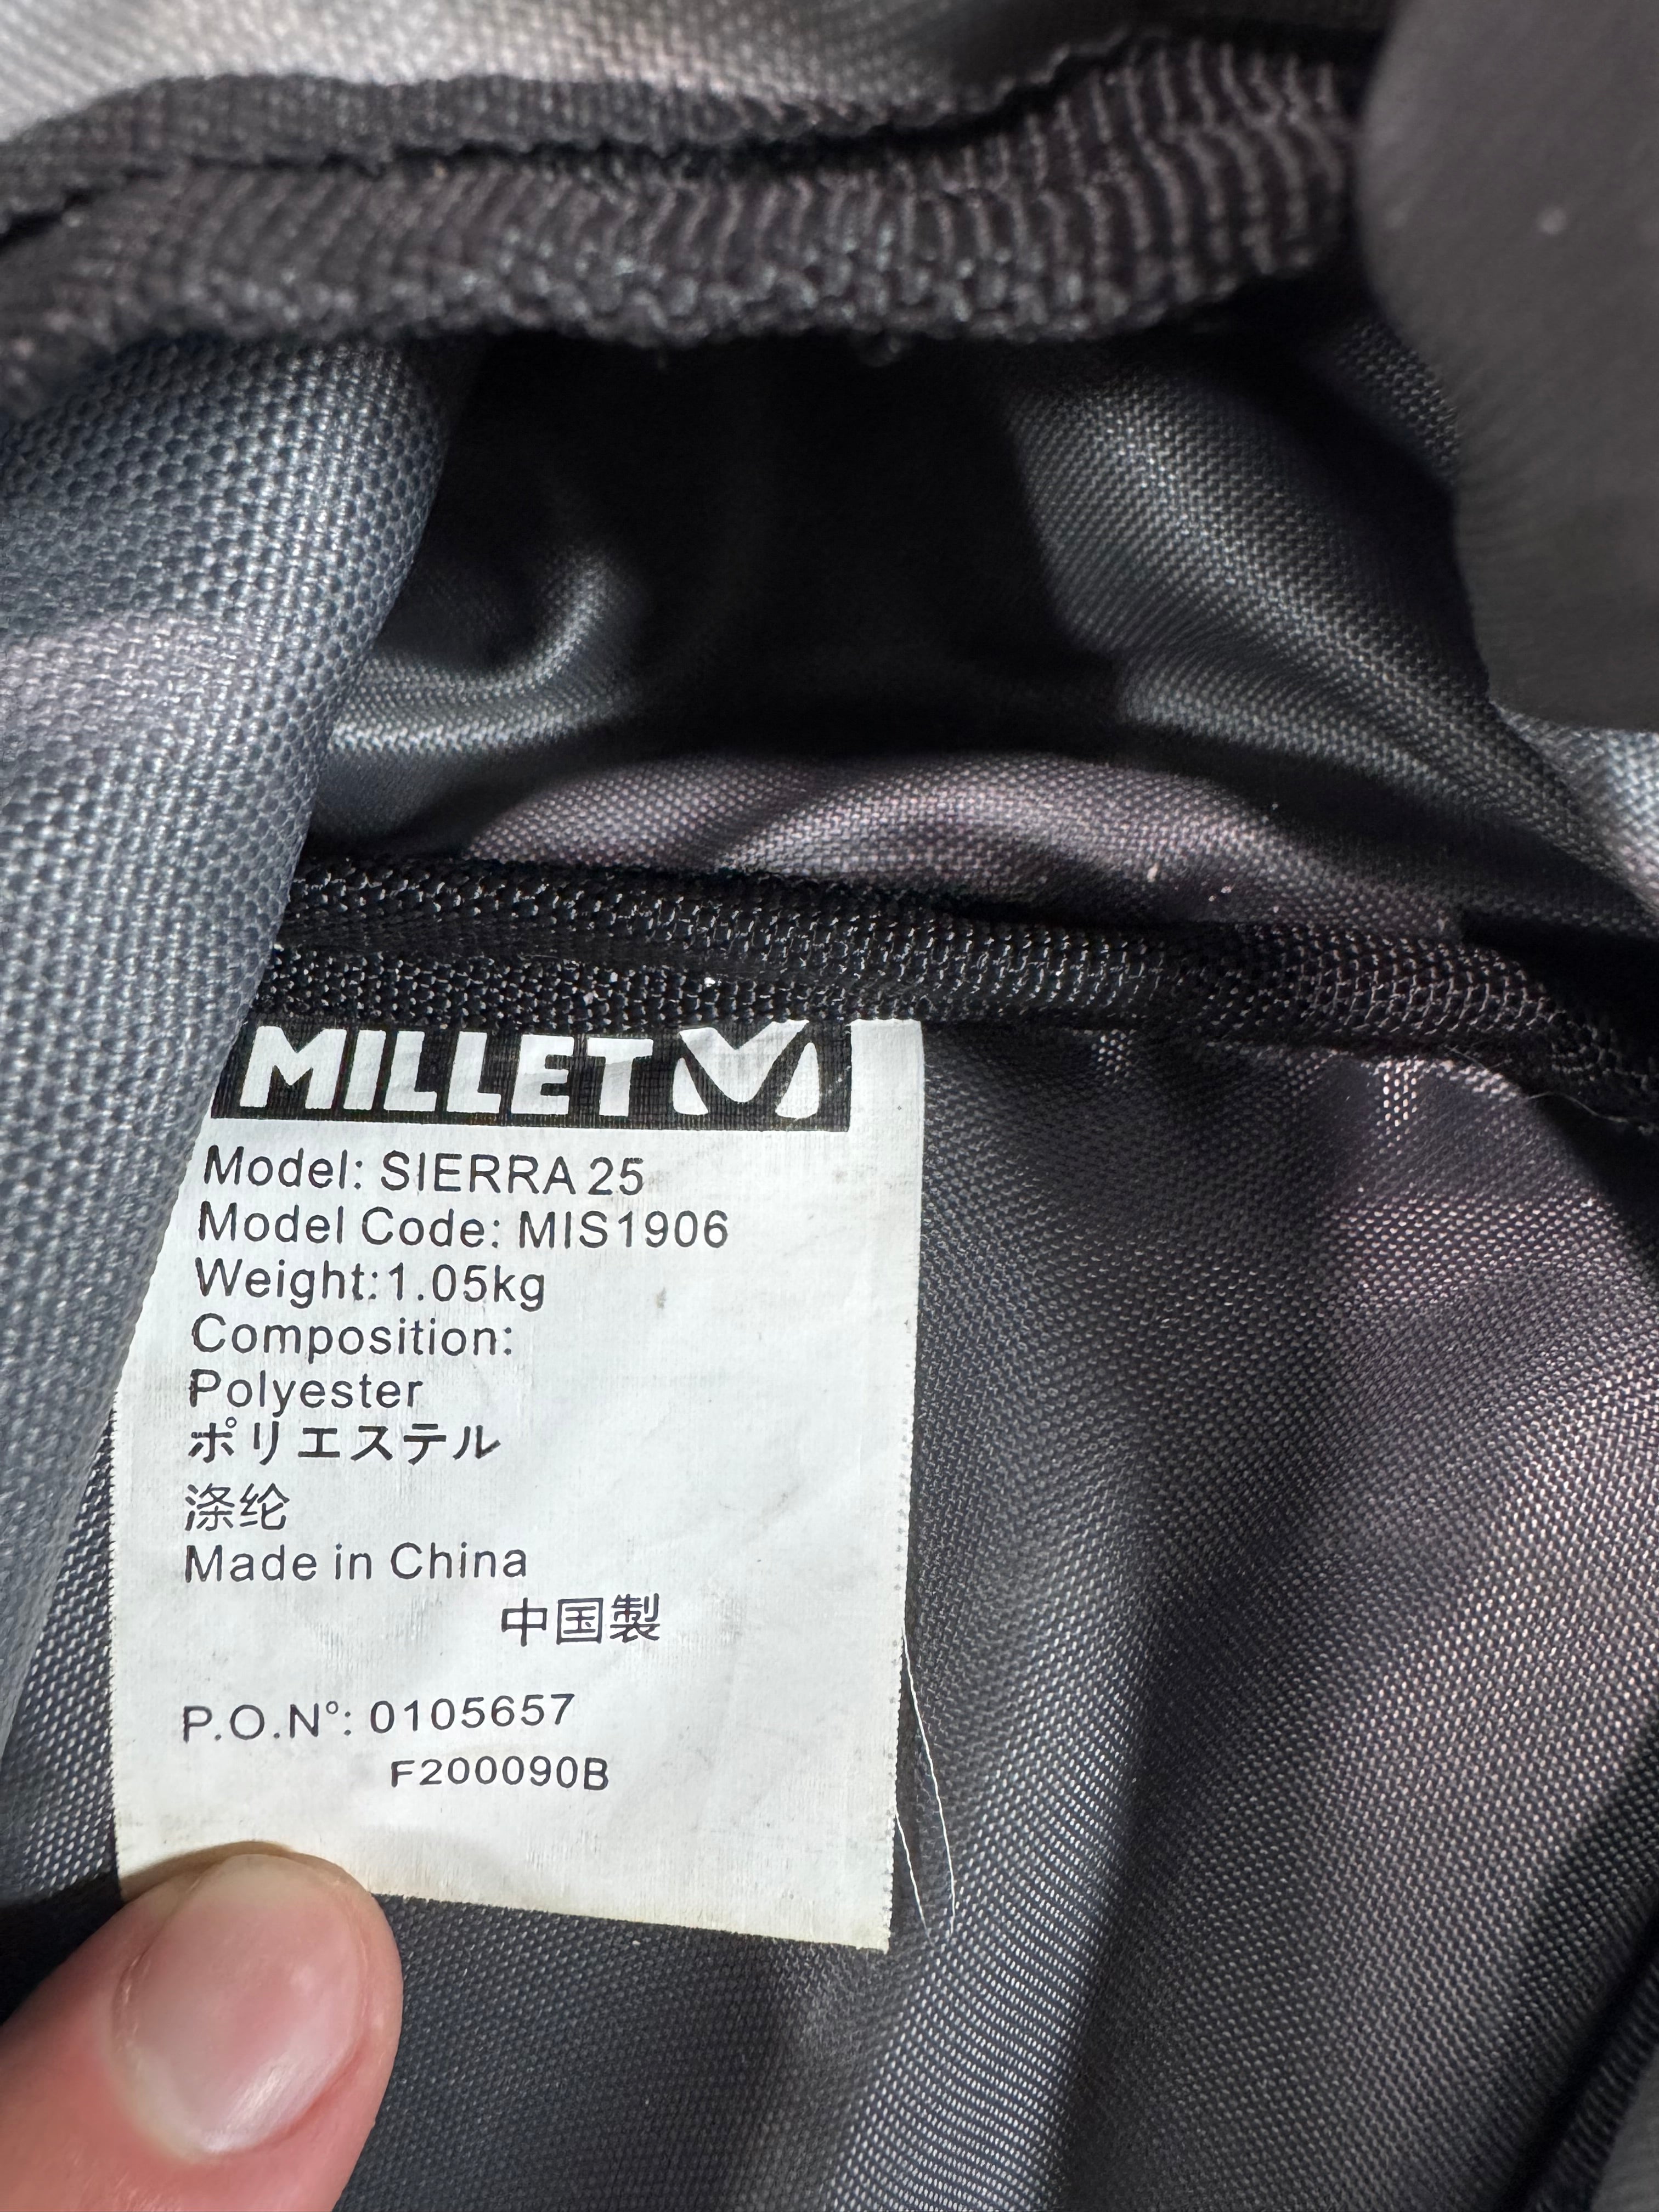 MILLET
Model: SIERRA 25
Model Code: MIS1906
Weight:1.05kg
Composition:
Polyester
ポリエステル
涤纶
Made in China
中国製
P.O.N°: 0105657
F200090B